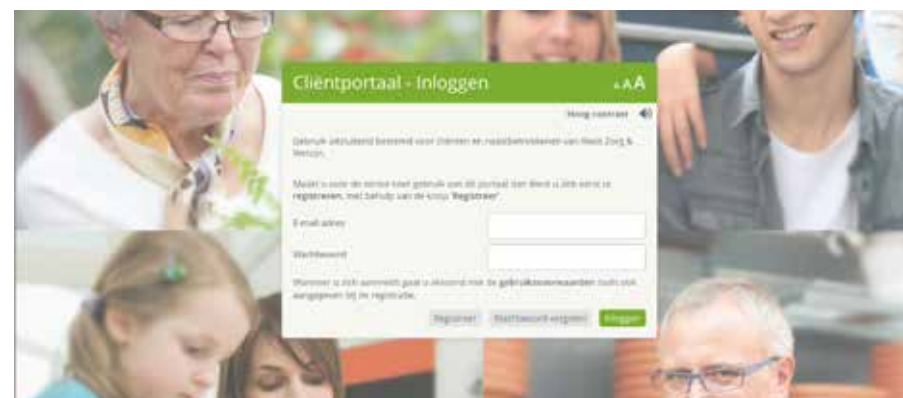 Cliëntportaal - Inloggen
A A A
Hoog contrast
Gebruik uitsluitend bestemd voor cliënten en naastbetrokkenen van Zorg &
Welzijn.
Maakt u voor de eerste keer gebruik van dit portaal dan dient u zich eerst te
registreren, met behulp van de knop 'Registreer'.
E-mail adres
Wachtwoord
Wanneer u zich aanmeldt gaat u akkoord met de gebruiksvoorwaarden zoals ook
aangegeven bij de registratie.
Registreer Wachtwoord vergeten Inloggen